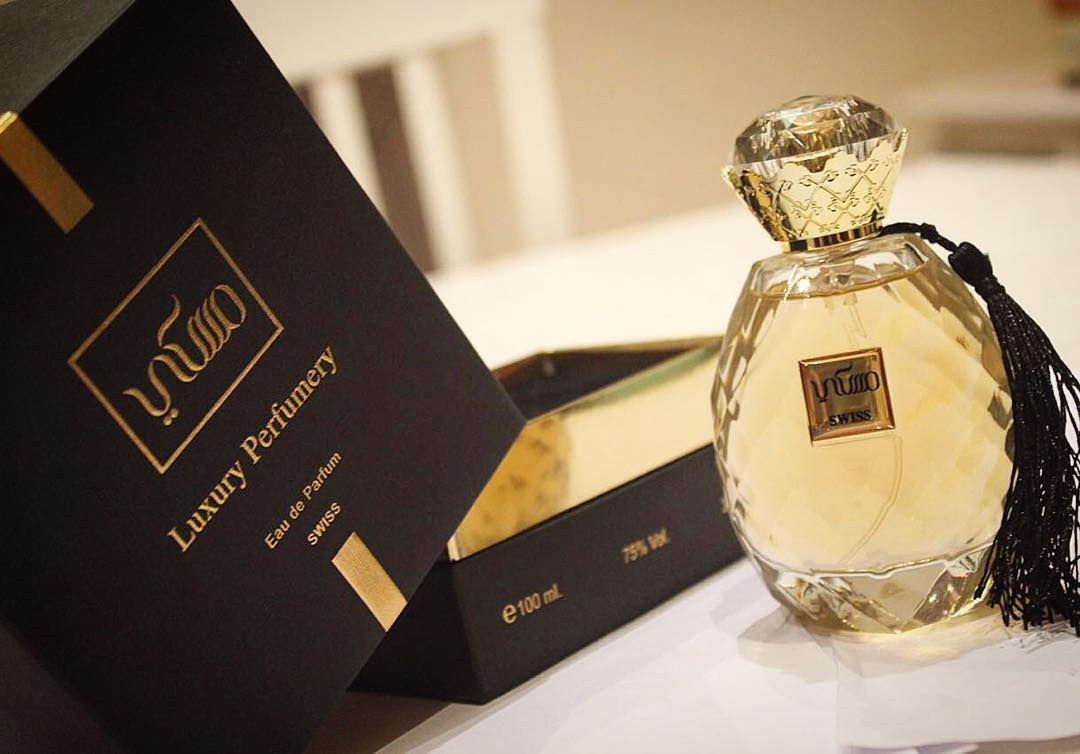 مسكي
Luxury Perfumery
Eau de Parfum
SWISS
e 100 ml.
75% Vol.
مسكي
SWISS